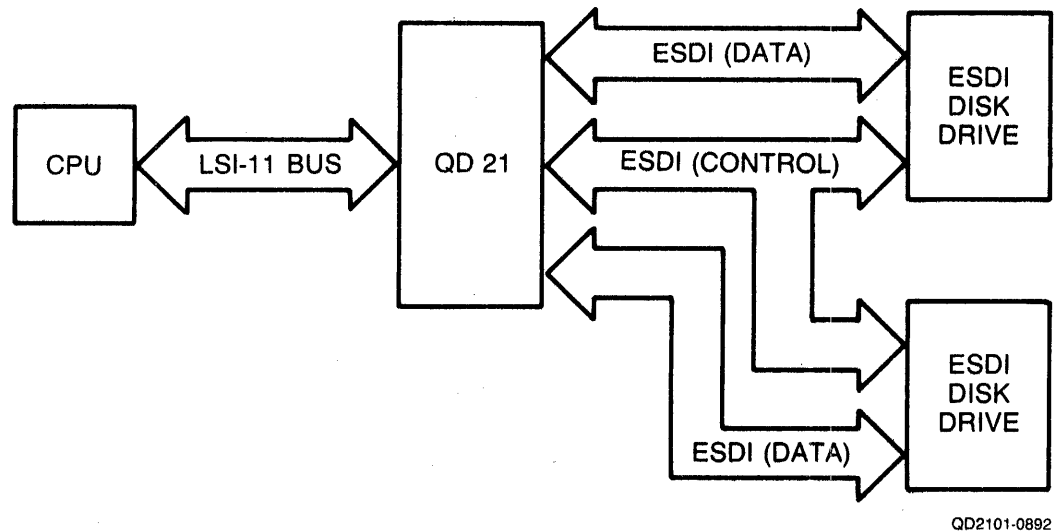 ESDI (DATA)
ESDI
DISK
DRIVE
CPU
LSI-11 BUS
QD 21
ESDI (CONTROL)
ESDI
DISK
DRIVE
ESDI (DATA)
QD2101-0892